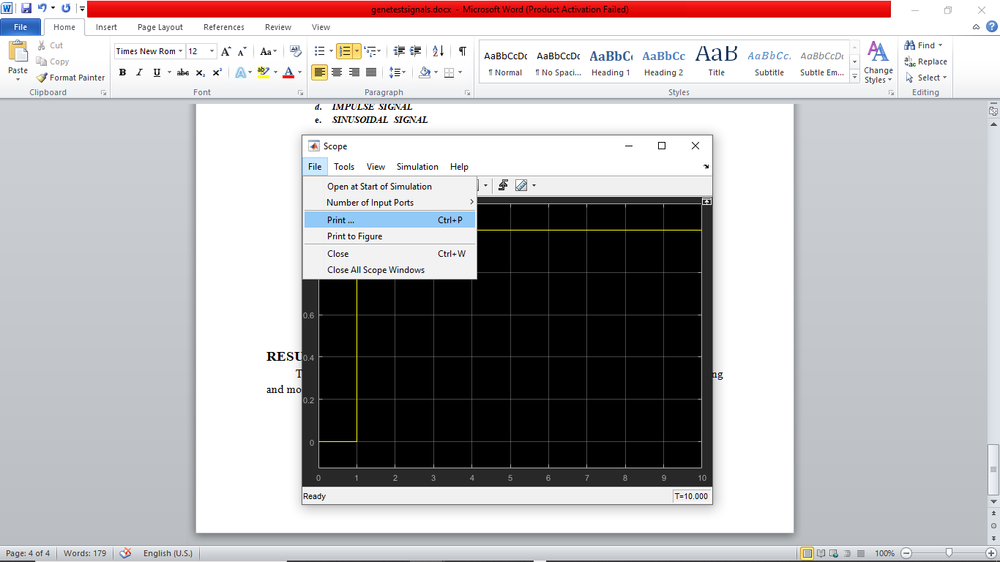 genetestsignals.docx - Microsoft Word (Product Activation Failed)
File Home Insert Page Layout References Review View
Paste
Cut
Copy
Format Painter
Clipboard
Times New Rom 12
Aa
B I U abc x₂ x²
Font
Paragraph
AaBbCcDc AaBbCcDc AaBbCc AaBbCc AaB AaBbCc. AaBbCcDc
¶ Normal ¶ No Spaci... Heading 1 Heading 2 Title Subtitle Subtle Em...
Change
Styles
Styles
Find
Replace
Select
Editing
d. IMPULSE SIGNAL
e. SINUSOIDAL SIGNAL
Scope
File Tools View Simulation Help
Open at Start of Simulation
Number of Input Ports
Print ... Ctrl+P
Print to Figure
Close Ctrl+W
Close All Scope Windows
0.6
0.4
0.2
0
0 1 2 3 4 5 6 7 8 9 10
Ready T=10.000
RESU
T ng
and mo
Page: 4 of 4 Words: 179 English (U.S.) 100%